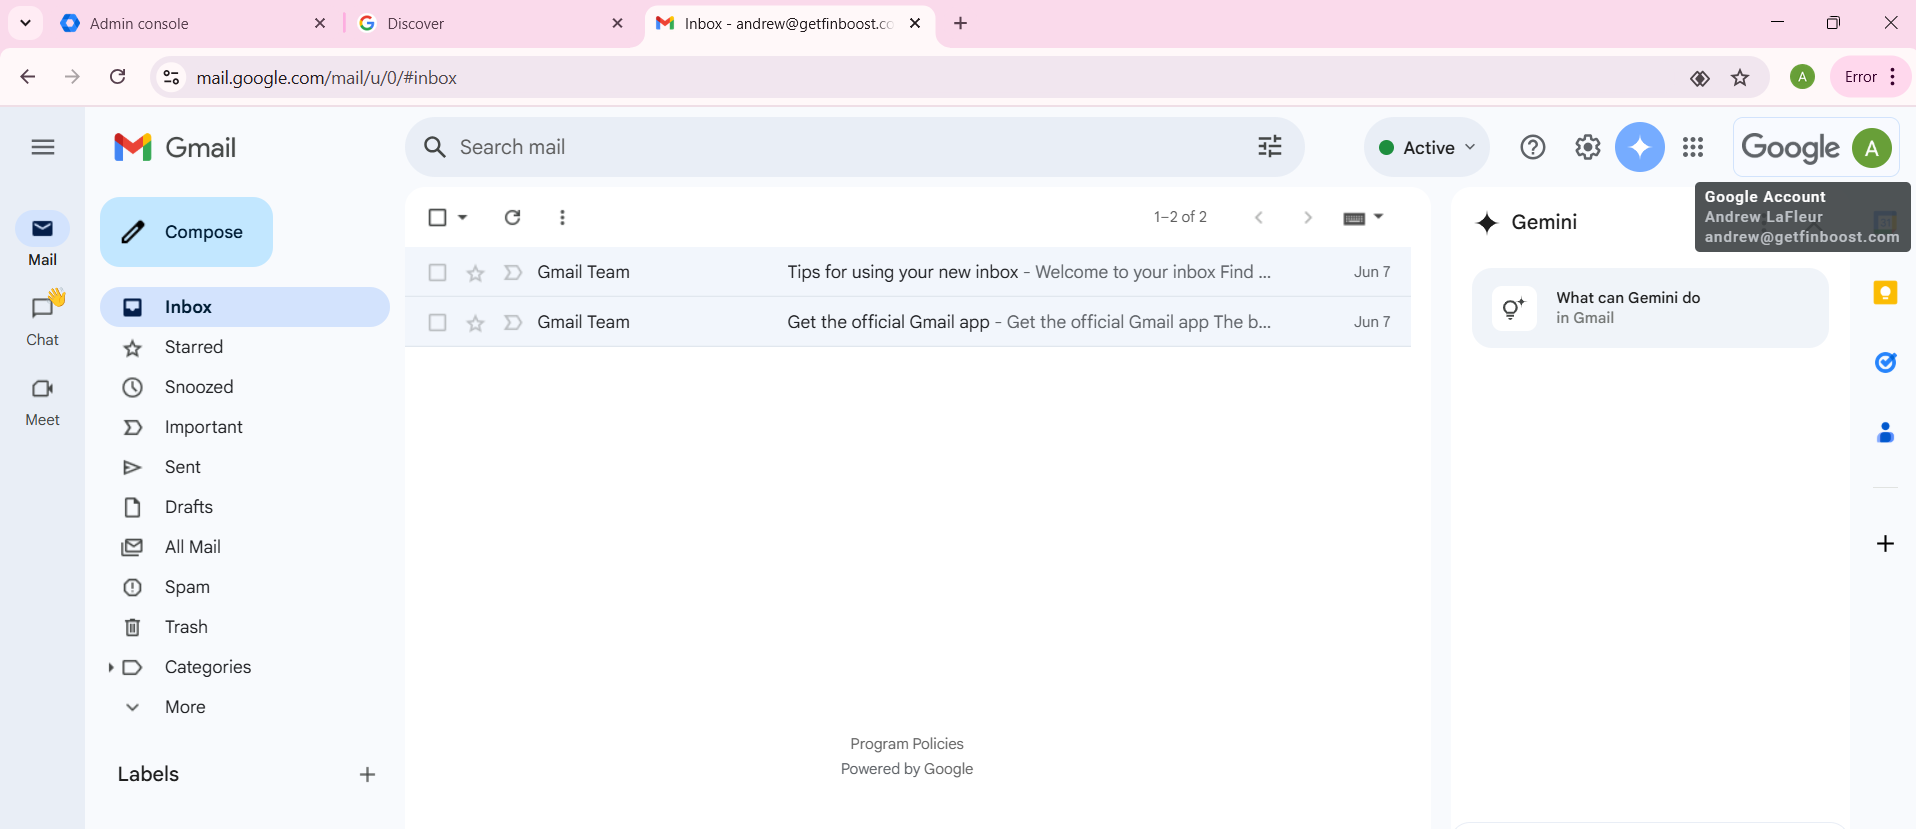 Admin console
Discover
Inbox - andrew@getfinboost.co
mail.google.com/mail/u/0/#inbox
A
Error
Gmail
Search mail
Active
Google
A
Google Account
Andrew LaFleur
andrew@getfinboost.com
Mail
Chat
Meet
Compose
Inbox
Starred
Snoozed
Important
Sent
Drafts
All Mail
Spam
Trash
Categories
More
Labels
1–2 of 2
Gmail Team Tips for using your new inbox - Welcome to your inbox Find ... Jun 7
Gmail Team Get the official Gmail app - Get the official Gmail app The b... Jun 7
Program Policies
Powered by Google
Gemini
What can Gemini do
in Gmail